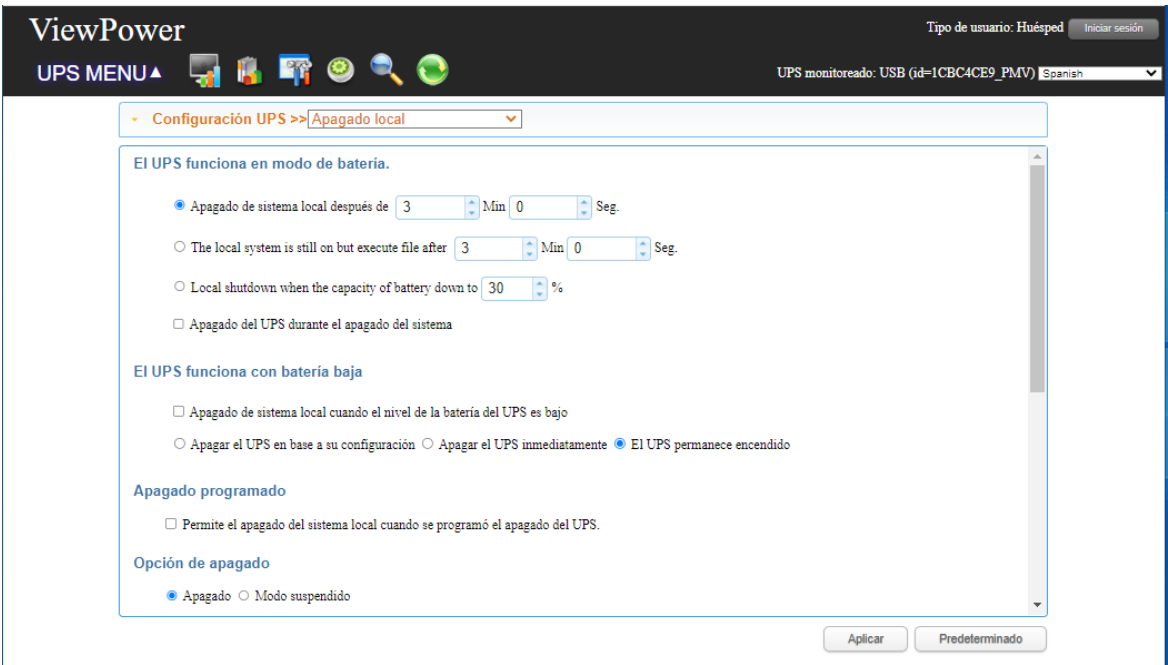 ViewPower
Tipo de usuario: Huésped Iniciar sesión
UPS MENU▲
UPS monitoreado: USB (id=1CBC4CE9_PMV) Spanish
Configuración UPS >> Apagado local
El UPS funciona en modo de batería.
Apagado de sistema local después de 3 Min 0 Seg.
The local system is still on but execute file after 3 Min 0 Seg.
Local shutdown when the capacity of battery down to 30 %
Apagado del UPS durante el apagado del sistema
El UPS funciona con batería baja
Apagado de sistema local cuando el nivel de la batería del UPS es bajo
Apagar el UPS en base a su configuración Apagar el UPS inmediatamente El UPS permanece encendido
Apagado programado
Permite el apagado del sistema local cuando se programó el apagado del UPS.
Opción de apagado
Apagado Modo suspendido
Aplicar Predeterminado